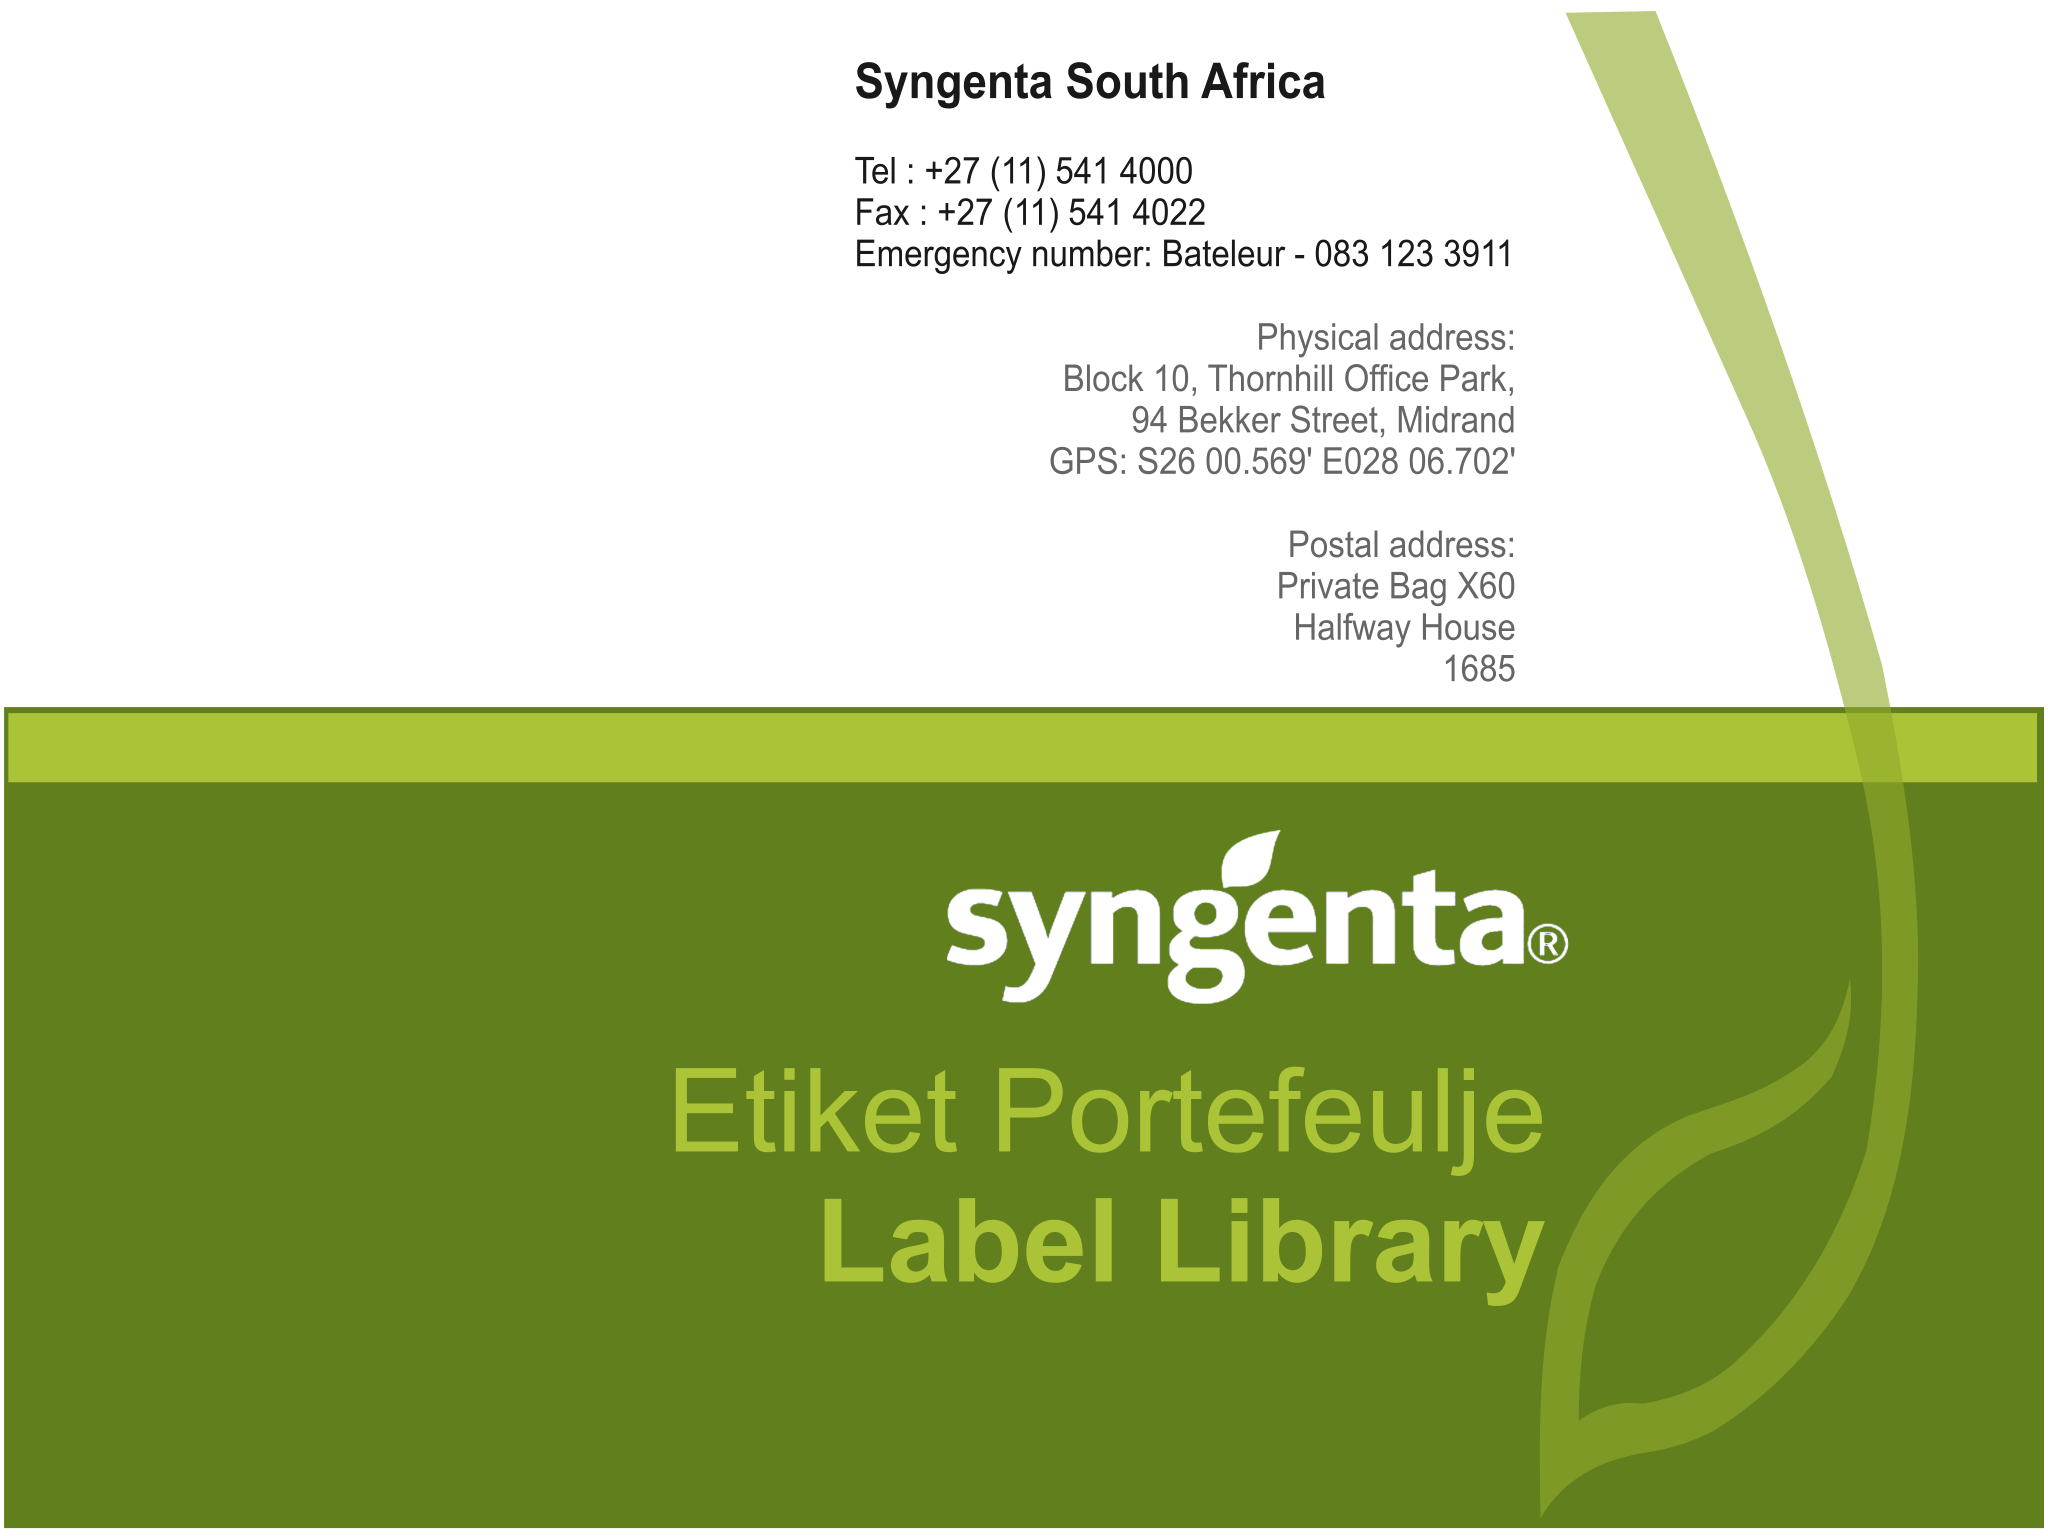 Syngenta South Africa
Tel : +27 (11) 541 4000
Fax : +27 (11) 541 4022
Emergency number: Bateleur - 083 123 3911
Physical address:
Block 10, Thornhill Office Park,
94 Bekker Street, Midrand
GPS: S26 00.569' E028 06.702'
Postal address:
Private Bag X60
Halfway House
1685
syngenta®
Etiket Portefeulje
Label Library